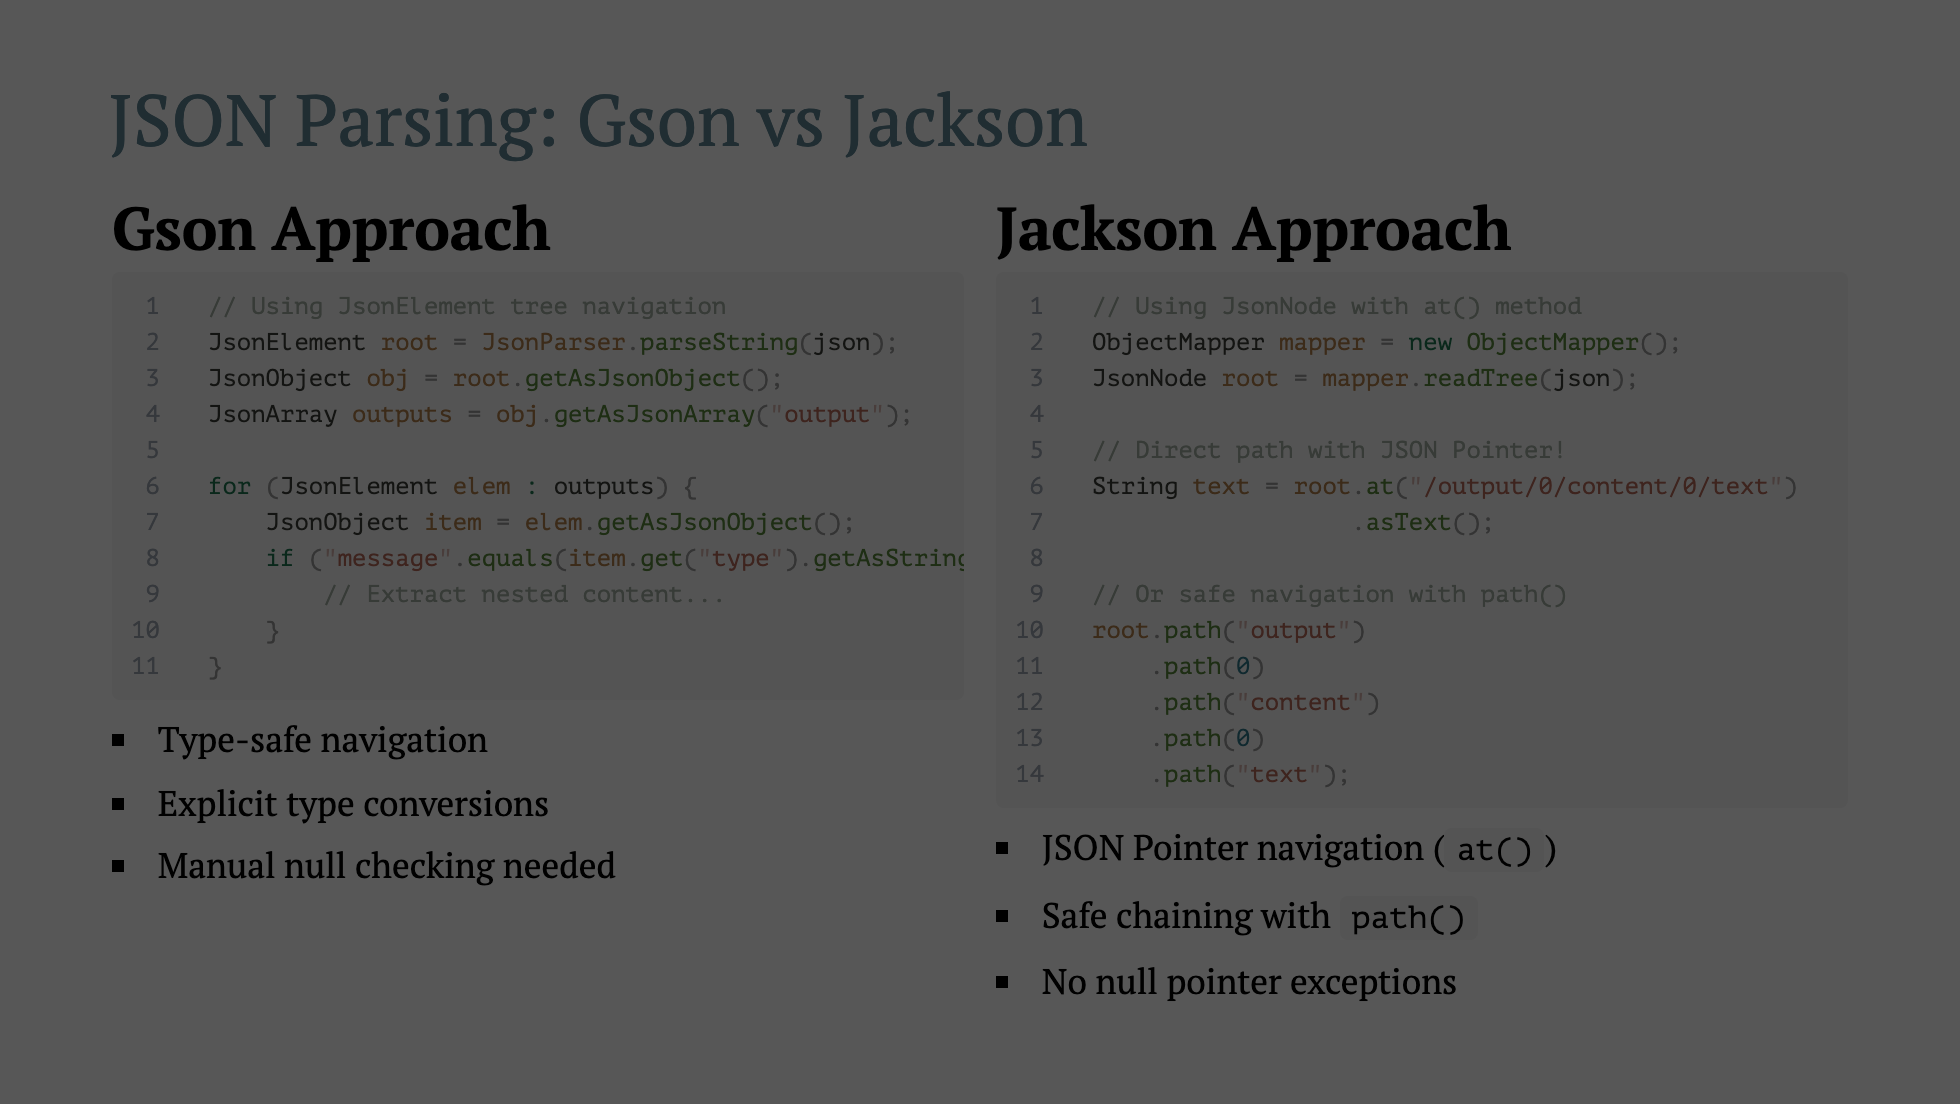 JSON Parsing: Gson vs Jackson
Gson Approach
1 // Using JsonElement tree navigation
2 JsonElement root = JsonParser.parseString(json);
3 JsonObject obj = root.getAsJsonObject();
4 JsonArray outputs = obj.getAsJsonArray("output");
5
6 for (JsonElement elem : outputs) {
7     JsonObject item = elem.getAsJsonObject();
8     if ("message".equals(item.get("type").getAsString
9         // Extract nested content...
10     }
11 }
▪ Type-safe navigation
▪ Explicit type conversions
▪ Manual null checking needed
Jackson Approach
1 // Using JsonNode with at() method
2 ObjectMapper mapper = new ObjectMapper();
3 JsonNode root = mapper.readTree(json);
4
5 // Direct path with JSON Pointer!
6 String text = root.at("/output/0/content/0/text")
7                   .asText();
8
9 // Or safe navigation with path()
10 root.path("output")
11     .path(0)
12     .path("content")
13     .path(0)
14     .path("text");
▪ JSON Pointer navigation ( at() )
▪ Safe chaining with path()
▪ No null pointer exceptions